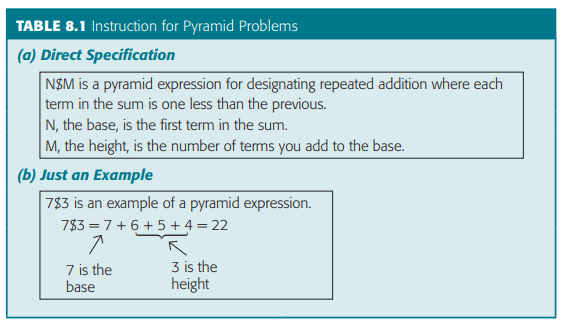 TABLE 8.1 Instruction for Pyramid Problems
(a) Direct Specification
N$M is a pyramid expression for designating repeated addition where each
term in the sum is one less than the previous.
N, the base, is the first term in the sum.
M, the height, is the number of terms you add to the base.
(b) Just an Example
7$3 is an example of a pyramid expression.
7$3 = 7 + 6 + 5 + 4 = 22
7 is the
base
3 is the
height